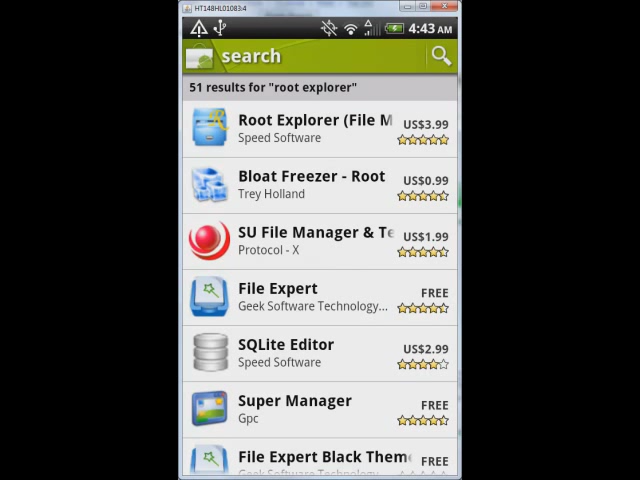 HT148HL01083:4
4:43 AM
search
51 results for "root explorer"
Root Explorer (File M
US$3.99
Speed Software
Bloat Freezer - Root
US$0.99
Trey Holland
SU File Manager & Te
US$1.99
Protocol - X
File Expert
FREE
Geek Software Technology...
SQLite Editor
US$2.99
Speed Software
Super Manager
FREE
Gpc
File Expert Black Theme
FREE
Geek Software Technology